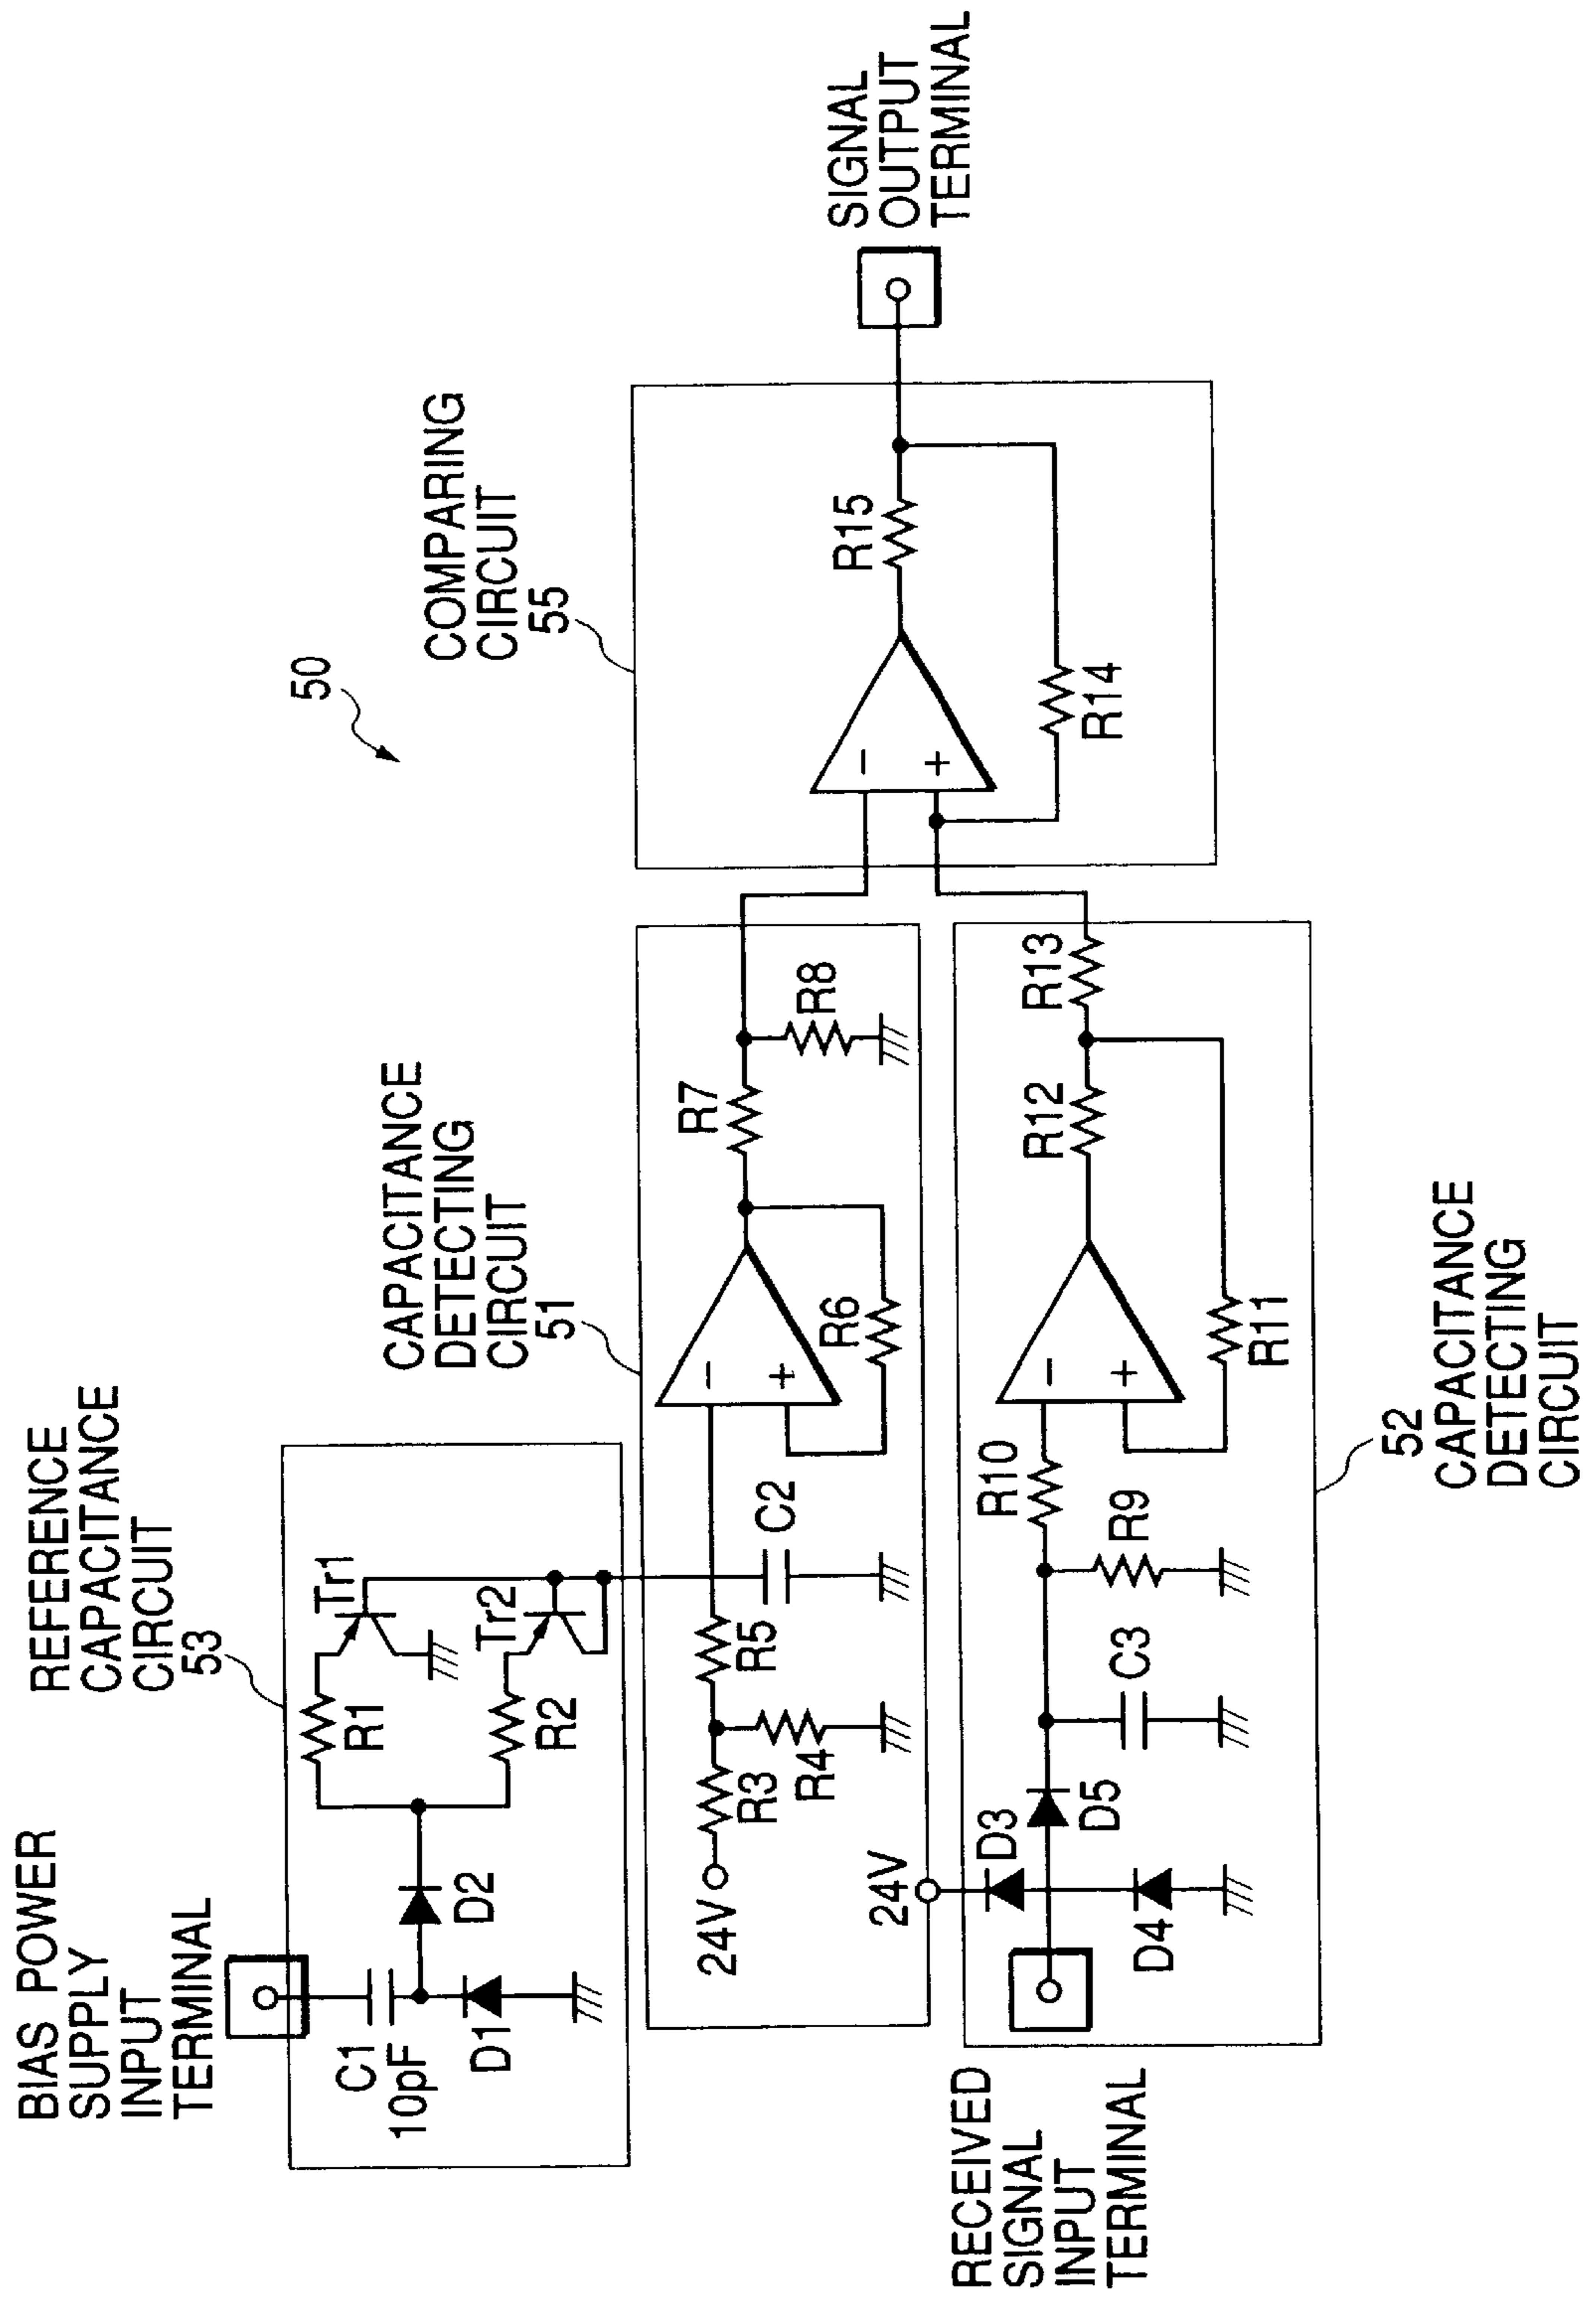 50
REFERENCE
CAPACITANCE
CIRCUIT
53
BIAS POWER
SUPPLY
INPUT
TERMINAL
C1
10pF
D1
D2
R1
R2
Tr1
Tr2
CAPACITANCE
DETECTING
CIRCUIT
51
24V
R3
R4
R5
C2
−
+
R6
R7
R8
COMPARING
CIRCUIT
55
−
+
R15
R14
SIGNAL
OUTPUT
TERMINAL
RECEIVED
SIGNAL
INPUT
TERMINAL
24V
D3
D4
D5
C3
R9
R10
−
+
R11
R12
R13
52
CAPACITANCE
DETECTING
CIRCUIT